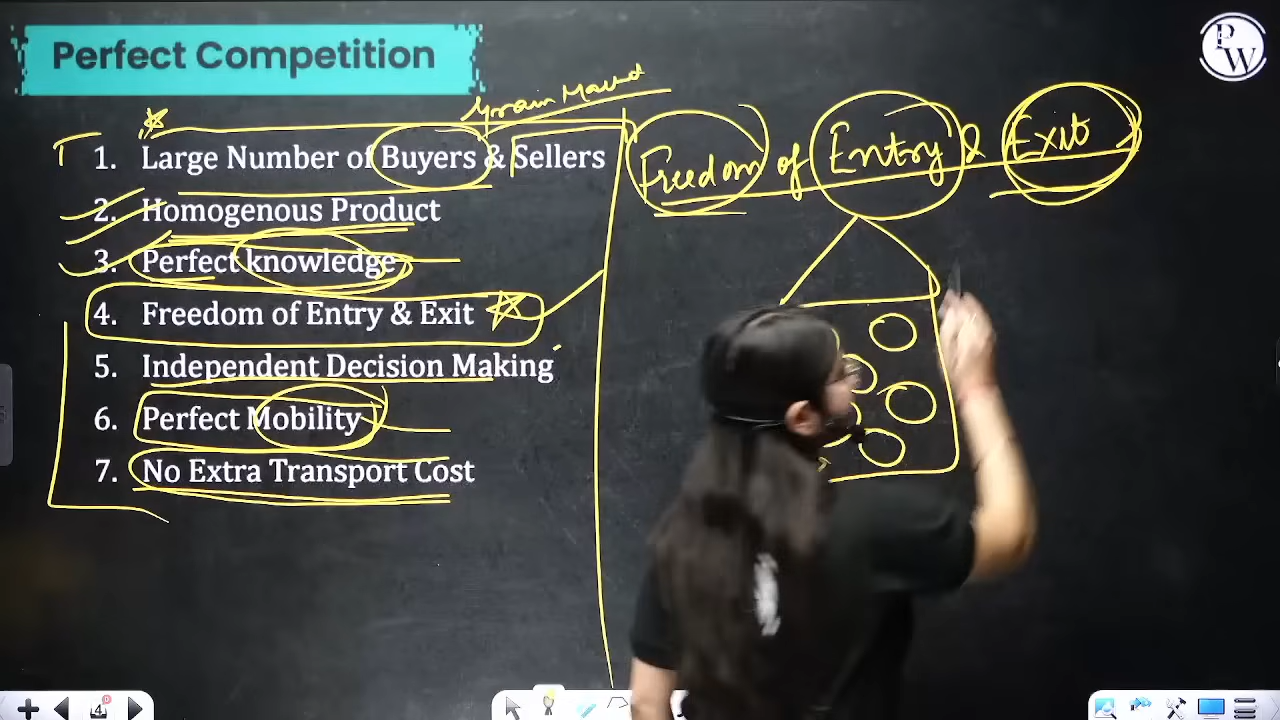 Perfect Competition
PW
Grain Market
1. Large Number of Buyers & Sellers
2. Homogenous Product
3. Perfect knowledge
4. Freedom of Entry & Exit
5. Independent Decision Making
6. Perfect Mobility
7. No Extra Transport Cost
Freedom of Entry & Exit
4